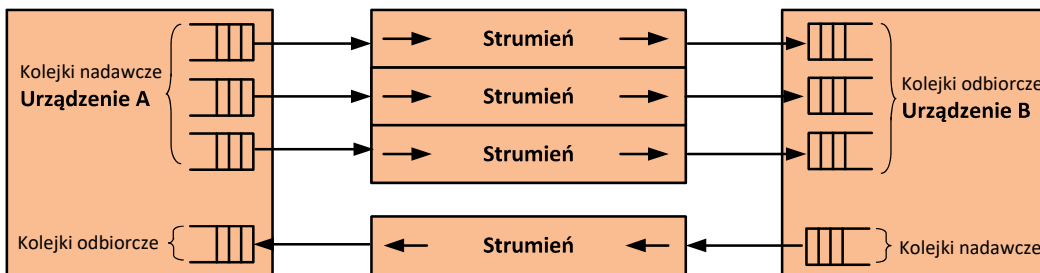 Kolejki nadawcze
Urządzenie A
Strumień
Strumień
Strumień
Kolejki odbiorcze
Urządzenie B
Kolejki odbiorcze
Strumień
Kolejki nadawcze